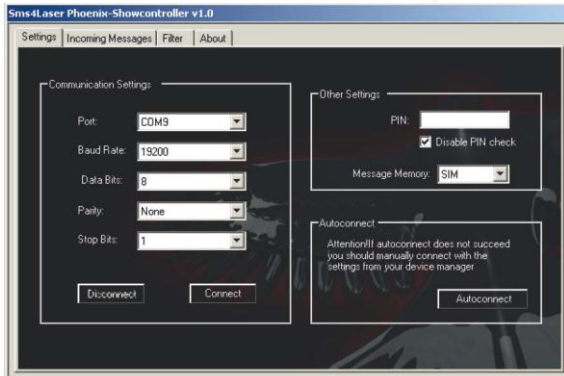 Sms4Laser Phoenix-Showcontroller v1.0
Settings Incoming Messages Filter About
Communication Settings
Port: COM9
Baud Rate: 19200
Data Bits: 8
Parity: None
Stop Bits: 1
Disconnect Connect
Other Settings
PIN:
Disable PIN check
Message Memory: SIM
Autoconnect
Attention!If autoconnect does not succeed
you should manually connect with the
settings from your device manager
Autoconnect